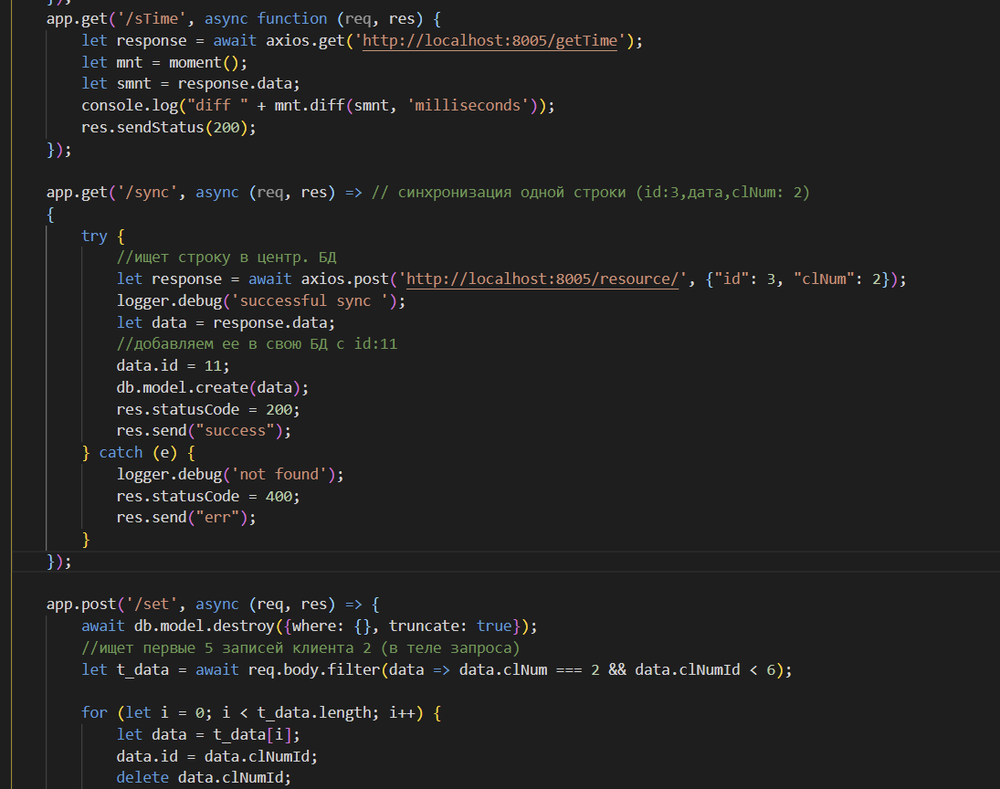 });
app.get('/sTime', async function (req, res) {
    let response = await axios.get('http://localhost:8005/getTime');
    let mnt = moment();
    let smnt = response.data;
    console.log("diff " + mnt.diff(smnt, 'milliseconds'));
    res.sendStatus(200);
});
app.get('/sync', async (req, res) => // синхронизация одной строки (id:3,дата,clNum: 2)
{
    try {
        //ищет строку в центр. БД
        let response = await axios.post('http://localhost:8005/resource/', {"id": 3, "clNum": 2});
        logger.debug('successful sync ');
        let data = response.data;
        //добавляем ее в свою БД с id:11
        data.id = 11;
        db.model.create(data);
        res.statusCode = 200;
        res.send("success");
    } catch (e) {
        logger.debug('not found');
        res.statusCode = 400;
        res.send("err");
    }
});
app.post('/set', async (req, res) => {
    await db.model.destroy({where: {}, truncate: true});
    //ищет первые 5 записей клиента 2 (в теле запроса)
    let t_data = await req.body.filter(data => data.clNum === 2 && data.clNumId < 6);
    for (let i = 0; i < t_data.length; i++) {
        let data = t_data[i];
        data.id = data.clNumId;
        delete data.clNumId;